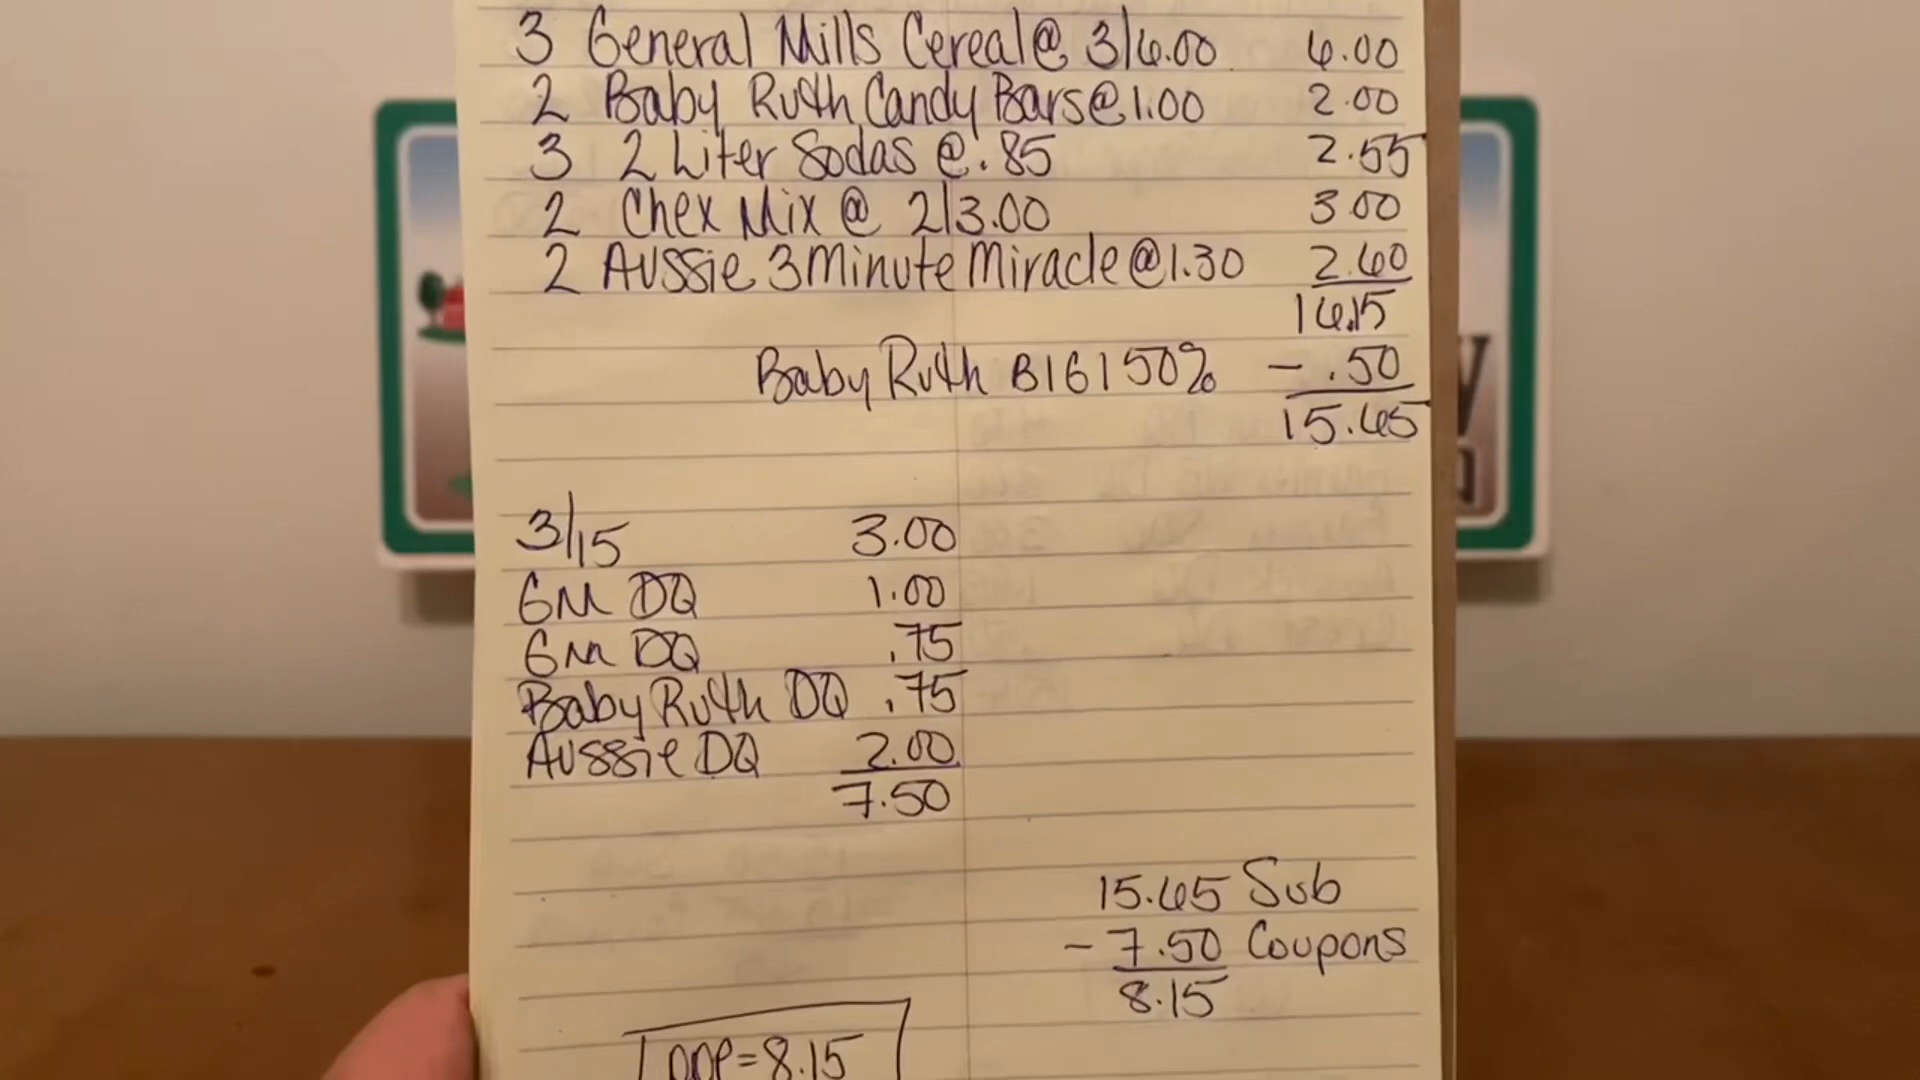 3 General Mills Cereal @ 3/6.00 6.00
2 Baby Ruth Candy Bars @ 1.00 2.00
3 2 Liter Sodas @ .85 2.55
2 Chex Mix @ 2/3.00 3.00
2 Aussie 3 Minute Miracle @ 1.30 2.60
16.15
Baby Ruth B1G1 50% - .50
15.65
3/15 3.00
GM DQ 1.00
GM DQ .75
Baby Ruth DQ .75
Aussie DQ 2.00
7.50
15.65 Sub
- 7.50 Coupons
8.15
OOP = 8.15